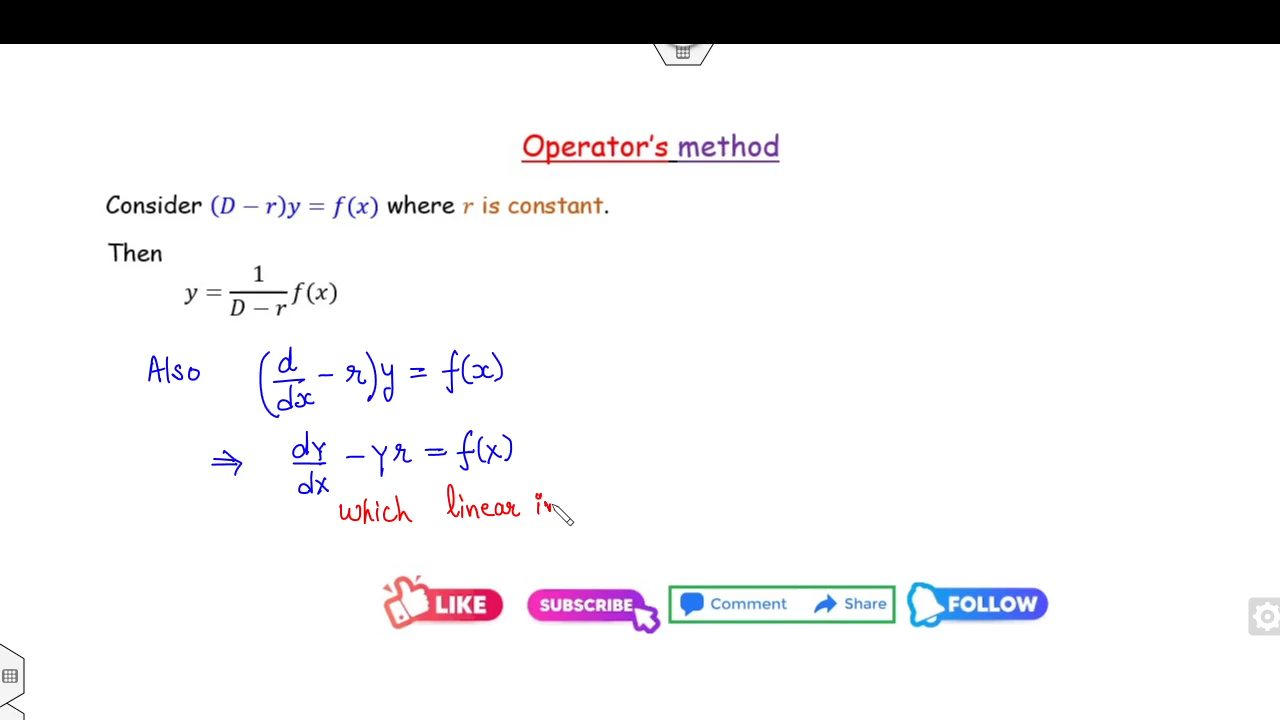 Operator's method
Consider (D − r)y = f(x) where r is constant.
Then
y = 1/(D − r) f(x)
Also (d/dx − r)y = f(x)
⇒ dy/dx − yr = f(x)
which linear in
LIKE SUBSCRIBE Comment Share FOLLOW